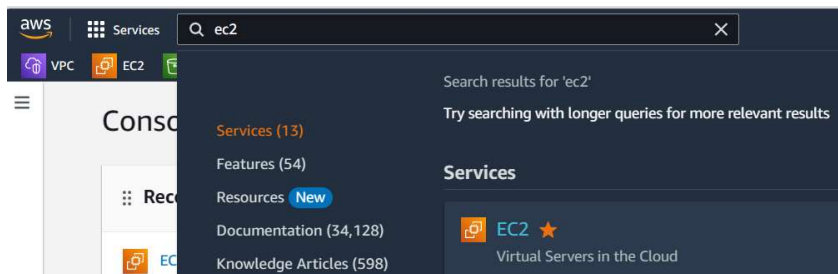 aws
Services
ec2
VPC
EC2
Search results for 'ec2'
Try searching with longer queries for more relevant results
Conso
Services (13)
Features (54)
Resources New
Documentation (34,128)
Knowledge Articles (598)
Services
EC2
Virtual Servers in the Cloud
Rece
EC